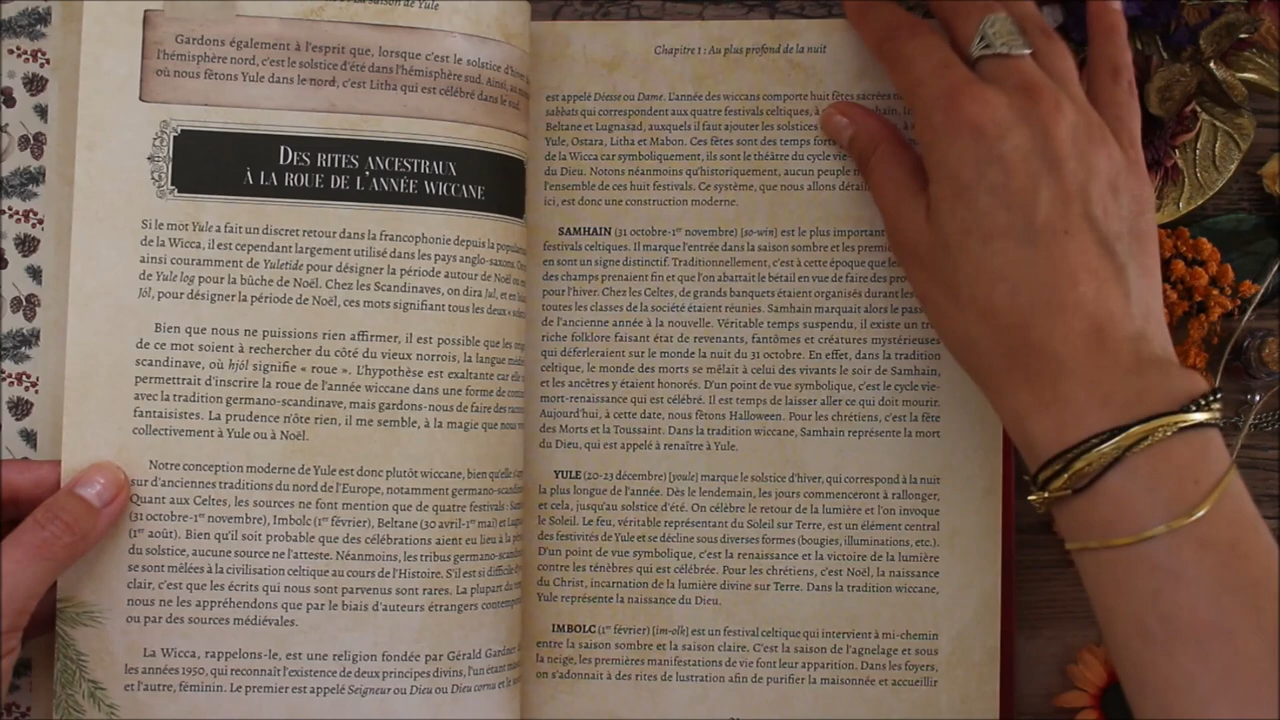 La saison de Yule
Gardons également à l'esprit que, lorsque c'est le solstice d'hiver
l'hémisphère nord, c'est le solstice d'été dans l'hémisphère sud. Ainsi, au
où nous fêtons Yule dans le nord, c'est Litha qui est célébré dans le sud.
DES RITES ANCESTRAUX
À LA ROUE DE L'ANNÉE WICCANE
Si le mot Yule a fait un discret retour dans la francophonie depuis la
de la Wicca, il est cependant largement utilisé dans les pays anglo-saxons.
ainsi couramment de Yuletide pour désigner la période autour de Noël ou
de Yule log pour la bûche de Noël. Chez les Scandinaves, on dira Jul, et en
Jól, pour désigner la période de Noël, ces mots signifiant tous les deux «
Bien que nous ne puissions rien affirmer, il est possible que les
de ce mot soient à rechercher du côté du vieux norrois, la langue
scandinave, où hjól signifie « roue ». L'hypothèse est exaltante car elle
permettrait d'inscrire la roue de l'année wiccane dans une forme de
avec la tradition germano-scandinave, mais gardons-nous de faire des
fantaisistes. La prudence n'ôte rien, il me semble, à la magie que nous
collectivement à Yule ou à Noël.
Notre conception moderne de Yule est donc plutôt wiccane, bien qu'elle
sur d'anciennes traditions du nord de l'Europe, notamment
Quant aux Celtes, les sources ne font mention que de quatre festivals :
(31 octobre-1er novembre), Imbolc (1er février), Beltane (30 avril-1er mai) et
(1er août). Bien qu'il soit probable que des célébrations aient eu lieu à la
du solstice, aucune source ne l'atteste. Néanmoins, les tribus
se sont mêlées à la civilisation celtique au cours de l'Histoire. S'il est si difficile
clair, c'est que les écrits qui nous sont parvenus sont rares. La plupart du
nous ne les appréhendons que par le biais d'auteurs étrangers
ou par des sources médiévales.
La Wicca, rappelons-le, est une religion fondée par Gérald Gardner
les années 1950, qui reconnaît l'existence de deux principes divins, l'un étant
et l'autre, féminin. Le premier est appelé Seigneur ou Dieu ou Dieu cornu et le
Chapitre 1 : Au plus profond de la nuit
est appelé Déesse ou Dame. L'année des wiccans comporte huit fêtes sacrées
sabbats qui correspondent aux quatre festivals celtiques, à
Beltane et Lugnasad, auxquels il faut ajouter les solstices
Yule, Ostara, Litha et Mabon. Ces fêtes sont des temps forts
de la Wicca car symboliquement, ils sont le théâtre du cycle vie-
du Dieu. Notons néanmoins qu'historiquement, aucun peuple
l'ensemble de ces huit festivals. Ce système, que nous allons
ici, est donc une construction moderne.
SAMHAIN (31 octobre-1er novembre) [so-win] est le plus important
festivals celtiques. Il marque l'entrée dans la saison sombre et les
en sont un signe distinctif. Traditionnellement, c'est à cette époque que
des champs prenaient fin et que l'on abattait le bétail en vue de faire des
pour l'hiver. Chez les Celtes, de grands banquets étaient organisés durant
toutes les classes de la société étaient réunies. Samhain marquait alors le
de l'ancienne année à la nouvelle. Véritable temps suspendu, il existe un
riche folklore faisant état de revenants, fantômes et créatures mystérieuses
qui déferleraient sur le monde la nuit du 31 octobre. En effet, dans la tradition
celtique, le monde des morts se mêlait à celui des vivants le soir de Samhain,
et les ancêtres y étaient honorés. D'un point de vue symbolique, c'est le cycle vie-
mort-renaissance qui est célébré. Il est temps de laisser aller ce qui doit mourir.
Aujourd'hui, à cette date, nous fêtons Halloween. Pour les chrétiens, c'est la fête
des Morts et la Toussaint. Dans la tradition wiccane, Samhain représente la mort
du Dieu, qui est appelé à renaître à Yule.
YULE (20-23 décembre) [youle] marque le solstice d'hiver, qui correspond à la nuit
la plus longue de l'année. Dès le lendemain, les jours commenceront à rallonger,
et cela, jusqu'au solstice d'été. On célèbre le retour de la lumière et l'on invoque
le Soleil. Le feu, véritable représentant du Soleil sur Terre, est un élément central
des festivités de Yule et se décline sous diverses formes (bougies, illuminations, etc.).
D'un point de vue symbolique, c'est la renaissance et la victoire de la lumière
contre les ténèbres qui est célébrée. Pour les chrétiens, c'est Noël, la naissance
du Christ, incarnation de la lumière divine sur Terre. Dans la tradition wiccane,
Yule représente la naissance du Dieu.
IMBOLC (1er février) [im-olk] est un festival celtique qui intervient à mi-chemin
entre la saison sombre et la saison claire. C'est la saison de l'agnelage et sous
la neige, les premières manifestations de vie font leur apparition. Dans les foyers,
on s'adonnait à des rites de lustration afin de purifier la maisonnée et accueillir